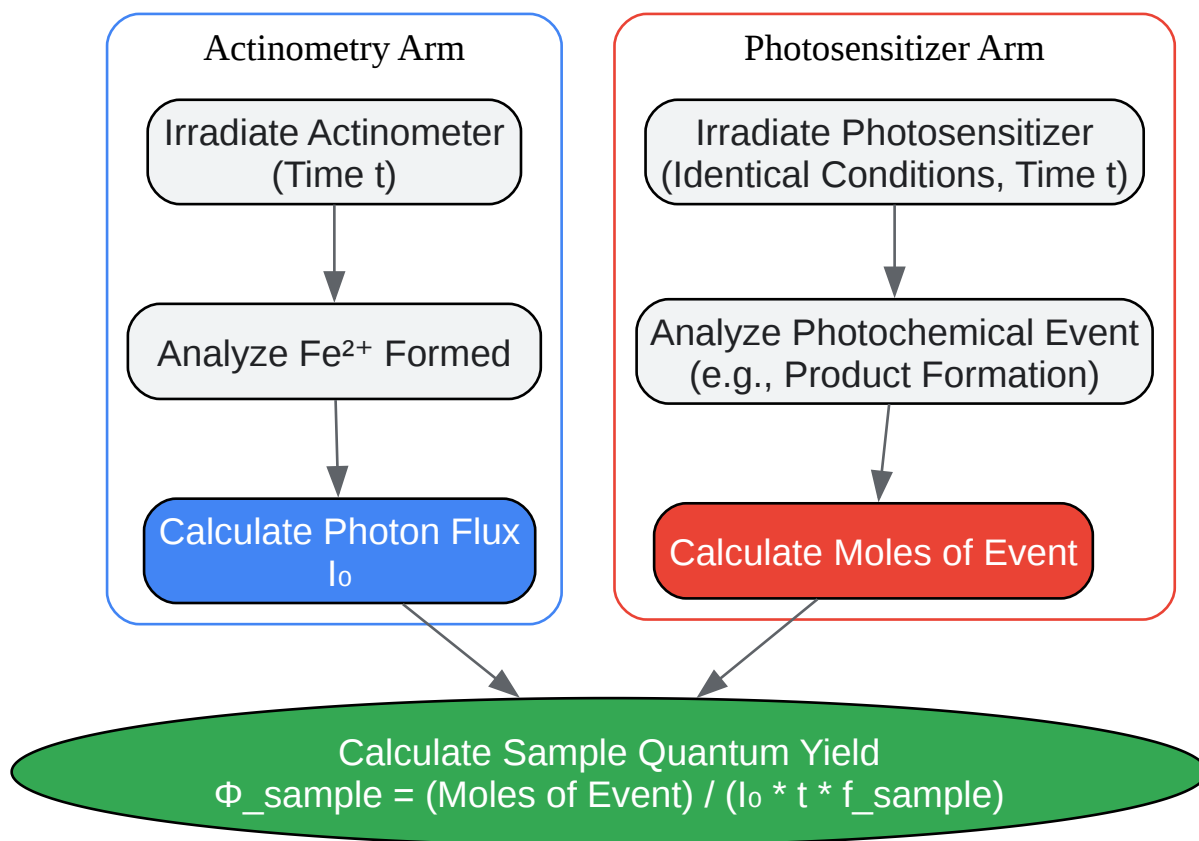 Actinometry Arm
Irradiate Actinometer
(Time t)
Analyze Fe²⁺ Formed
Calculate Photon Flux
I₀
Photosensitizer Arm
Irradiate Photosensitizer
(Identical Conditions, Time t)
Analyze Photochemical Event
(e.g., Product Formation)
Calculate Moles of Event
Calculate Sample Quantum Yield
Φ_sample = (Moles of Event) / (I₀ * t * f_sample)